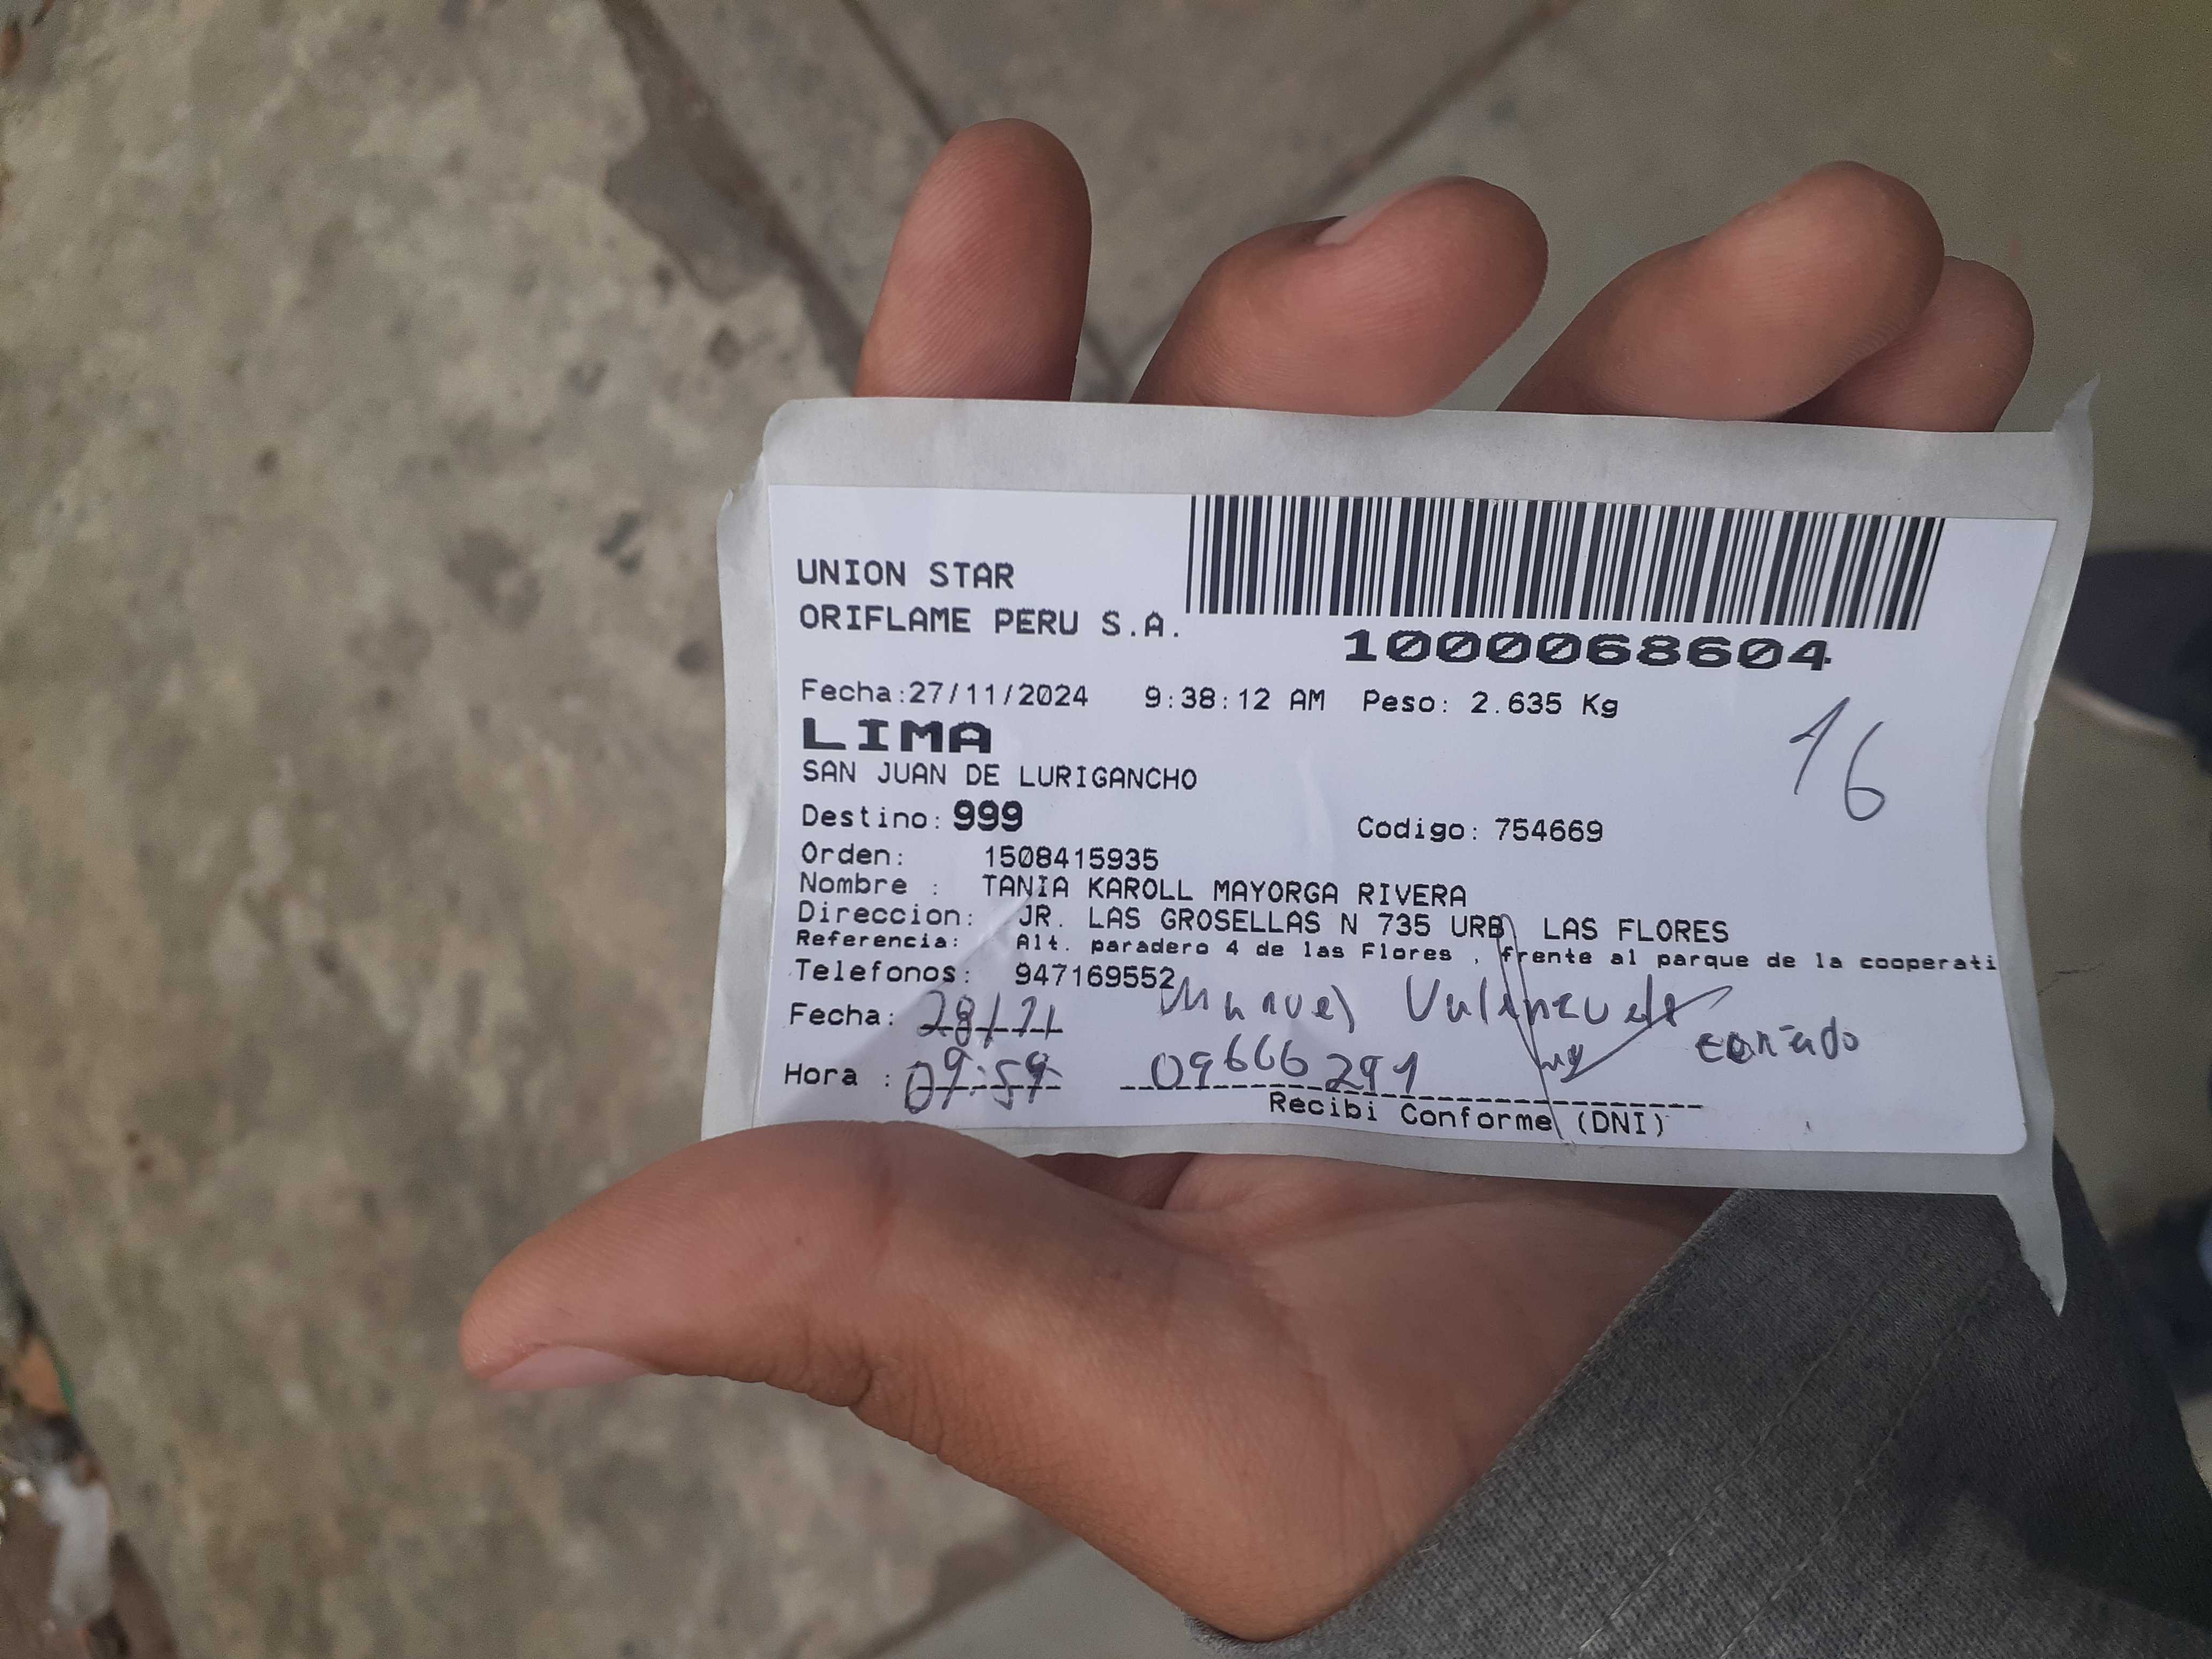 UNION STAR
ORIFLAME PERU S.A.
1000068604
Fecha:27/11/2024 9:38:12 AM Peso: 2.635 Kg
LIMA
16
SAN JUAN DE LURIGANCHO
Destino: 999 Codigo: 754669
Orden: 1508415935
Nombre : TANIA KAROLL MAYORGA RIVERA
Direccion: JR. LAS GROSELLAS N 735 URB LAS FLORES
Referencia: Alt. paradero 4 de las Flores , frente al parque de la cooperati
Telefonos: 947169552
Fecha: 28/11 Manuel Valenzuela
Hora : 09:59 09666291
Recibi Conforme (DNI)